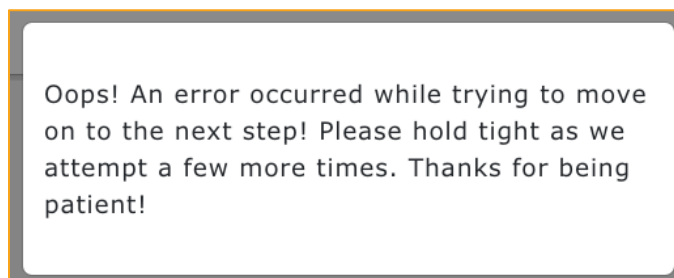 Oops! An error occurred while trying to move
on to the next step! Please hold tight as we
attempt a few more times. Thanks for being
patient!